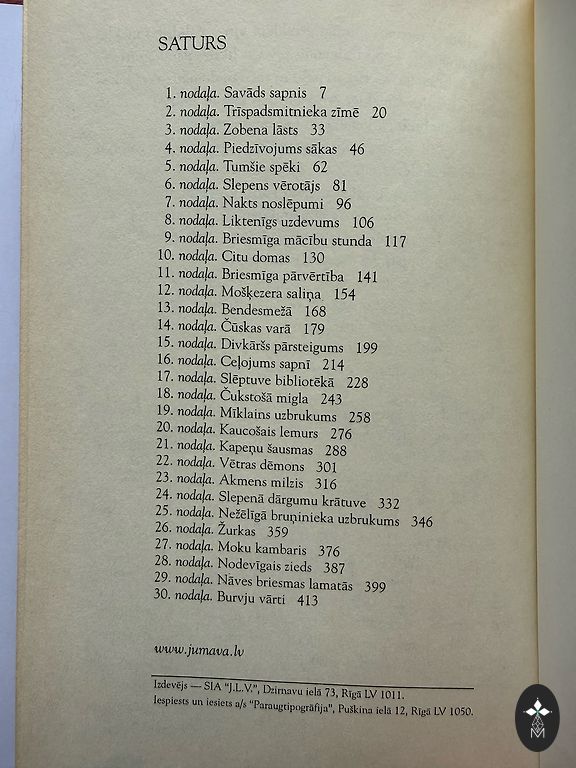 SATURS
1. nodaļa. Savāds sapnis 7
2. nodaļa. Trīspadsmitnieka zīmē 20
3. nodaļa. Zobena lāsts 33
4. nodaļa. Piedzīvojums sākas 46
5. nodaļa. Tumšie spēki 62
6. nodaļa. Slepens vērotājs 81
7. nodaļa. Nakts noslēpumi 96
8. nodaļa. Liktenīgs uzdevums 106
9. nodaļa. Briesmīga mācību stunda 117
10. nodaļa. Citu domas 130
11. nodaļa. Briesmīga pārvērtība 141
12. nodaļa. Mošķezera saliņa 154
13. nodaļa. Bendesmežā 168
14. nodaļa. Čūskas varā 179
15. nodaļa. Divkāršs pārsteigums 199
16. nodaļa. Ceļojums sapnī 214
17. nodaļa. Slēptuve bibliotēkā 228
18. nodaļa. Čukstošā migla 243
19. nodaļa. Mīklains uzbrukums 258
20. nodaļa. Kaucošais lemurs 276
21. nodaļa. Kapeņu šausmas 288
22. nodaļa. Vētras dēmons 301
23. nodaļa. Akmens milzis 316
24. nodaļa. Slepenā dārgumu krātuve 332
25. nodaļa. Nežēlīgā bruņinieka uzbrukums 346
26. nodaļa. Žurkas 359
27. nodaļa. Moku kambaris 376
28. nodaļa. Nodevīgais zieds 387
29. nodaļa. Nāves briesmas lamatās 399
30. nodaļa. Burvju vārti 413
www.jumava.lv
Izdevējs — SIA "J.L.V.", Dzirnavu ielā 73, Rīgā LV 1011.
Iespiests un iesiets a/s "Paraugtipogrāfija", Puškina ielā 12, Rīgā LV 1050.